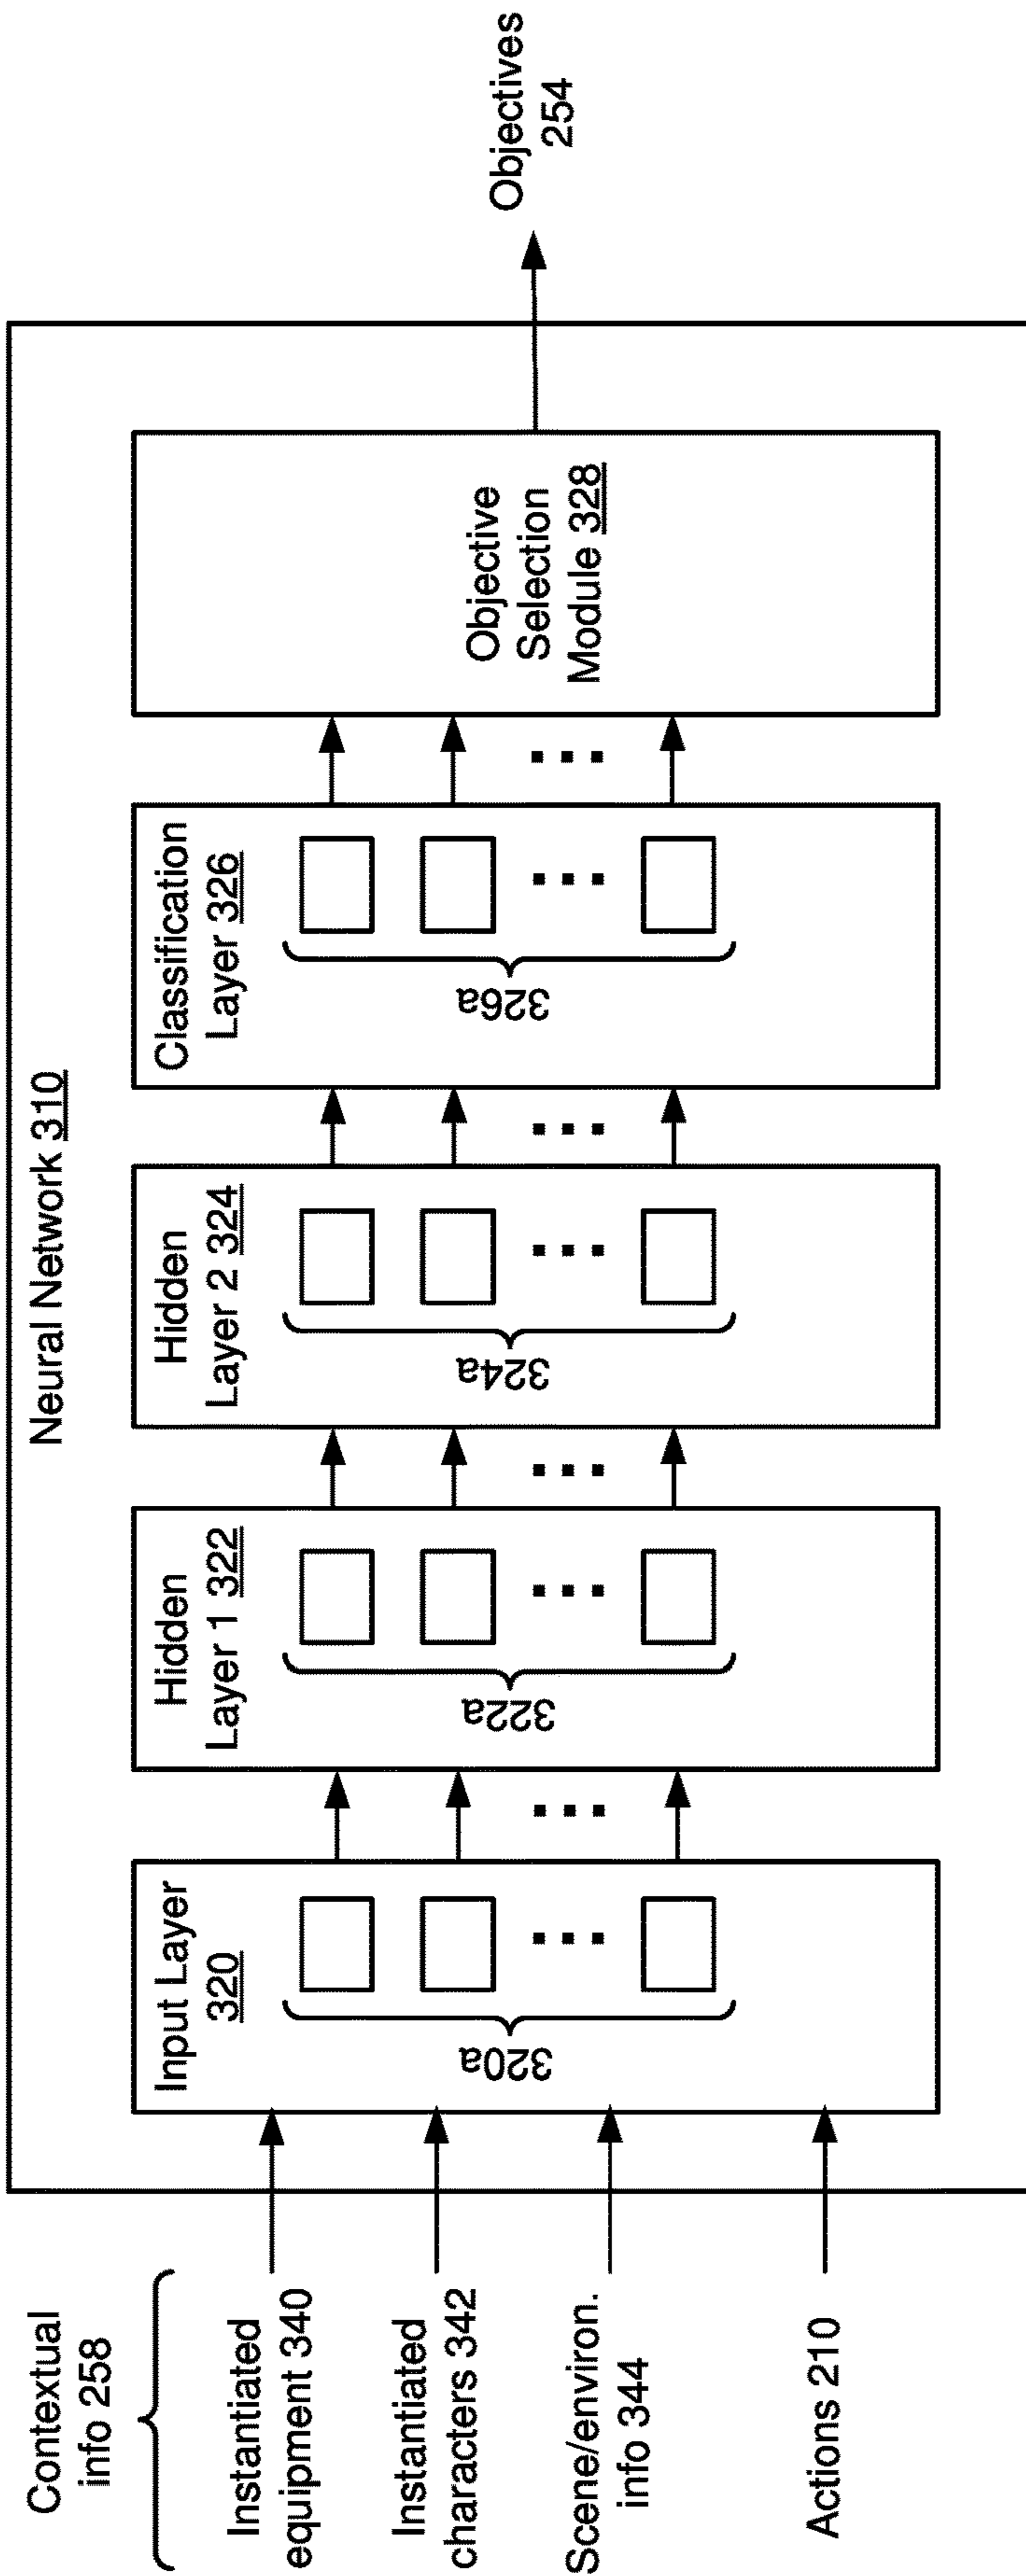 Contextual
info 258
Instantiated
equipment 340
Instantiated
characters 342
Scene/environ.
info 344
Actions 210
Neural Network 310
Input Layer
320
320a
Hidden
Layer 1 322
322a
Hidden
Layer 2 324
324a
Classification
Layer 326
326a
Objective
Selection
Module 328
Objectives
254